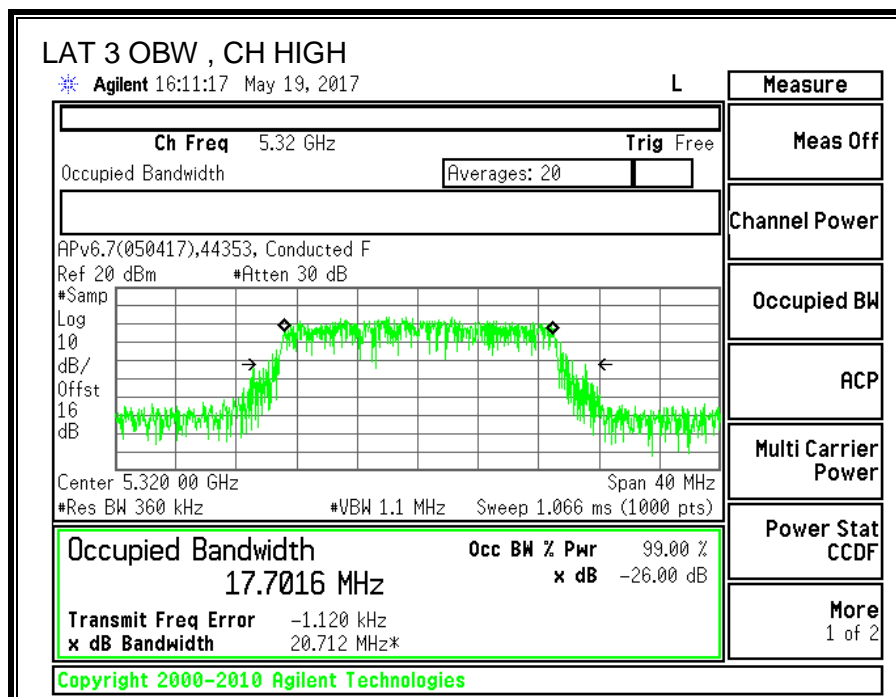 LAT 3 OBW , CH HIGH
Agilent 16:11:17 May 19, 2017 L
Measure
Ch Freq 5.32 GHz Trig Free
Occupied Bandwidth Averages: 20
APv6.7(050417),44353, Conducted F
Ref 20 dBm #Atten 30 dB
#Samp
Log
10
dB/
Offst
16
dB
Center 5.320 00 GHz Span 40 MHz
#Res BW 360 kHz #VBW 1.1 MHz Sweep 1.066 ms (1000 pts)
Occupied Bandwidth Occ BW % Pwr 99.00 %
17.7016 MHz x dB -26.00 dB
Transmit Freq Error -1.120 kHz
x dB Bandwidth 20.712 MHz*
Meas Off
Channel Power
Occupied BW
ACP
Multi Carrier
Power
Power Stat
CCDF
More
1 of 2
Copyright 2000-2010 Agilent Technologies